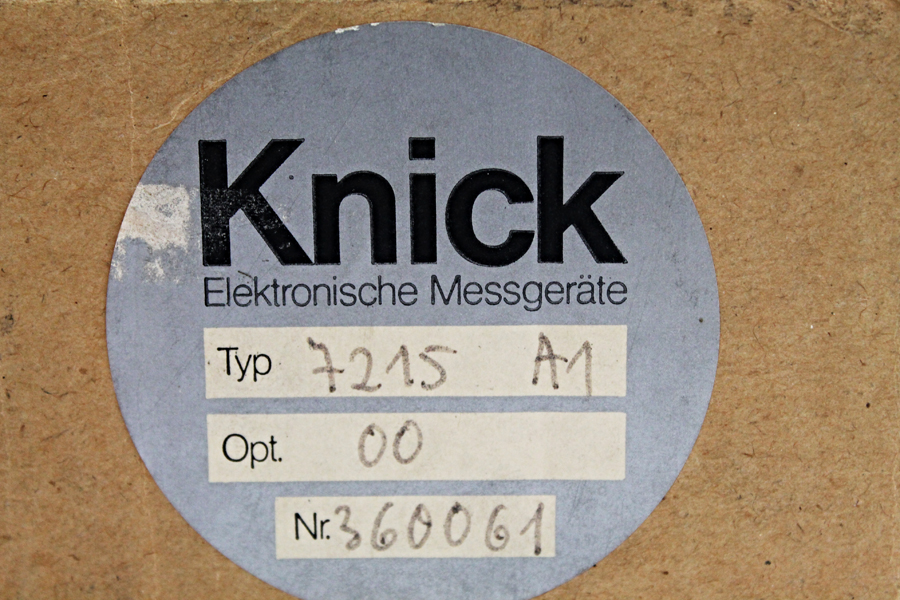 Knick
Elektronische Messgeräte
Typ 7215 A1
Opt. 00
Nr. 360061